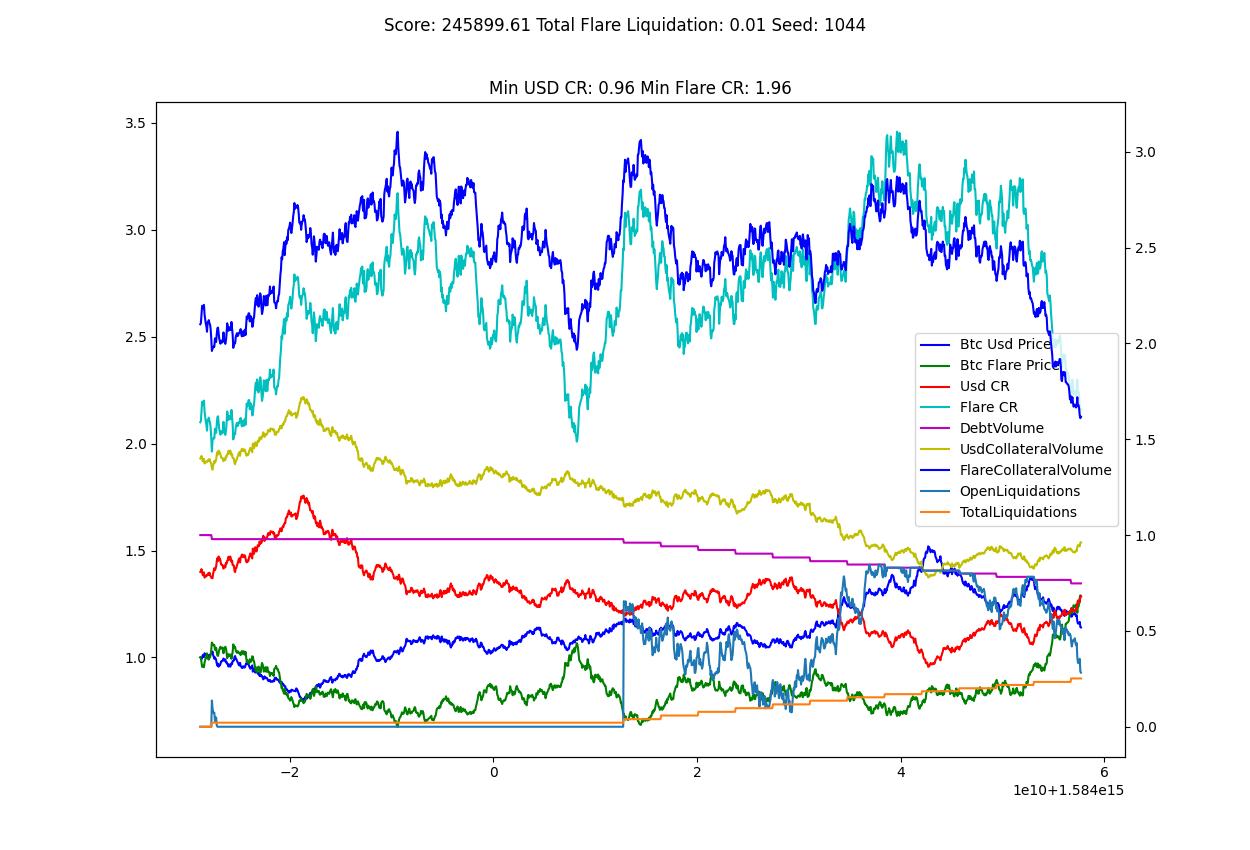 Score: 245899.61 Total Flare Liquidation: 0.01 Seed: 1044
Min USD CR: 0.96 Min Flare CR: 1.96
3.5
3.0
2.5
2.0
1.5
1.0
3.0
2.5
2.0
1.5
1.0
0.5
0.0
Btc Usd Price
Btc Flare Price
Usd CR
Flare CR
DebtVolume
UsdCollateralVolume
FlareCollateralVolume
OpenLiquidations
TotalLiquidations
−2 0 2 4 6
1e10+1.584e15